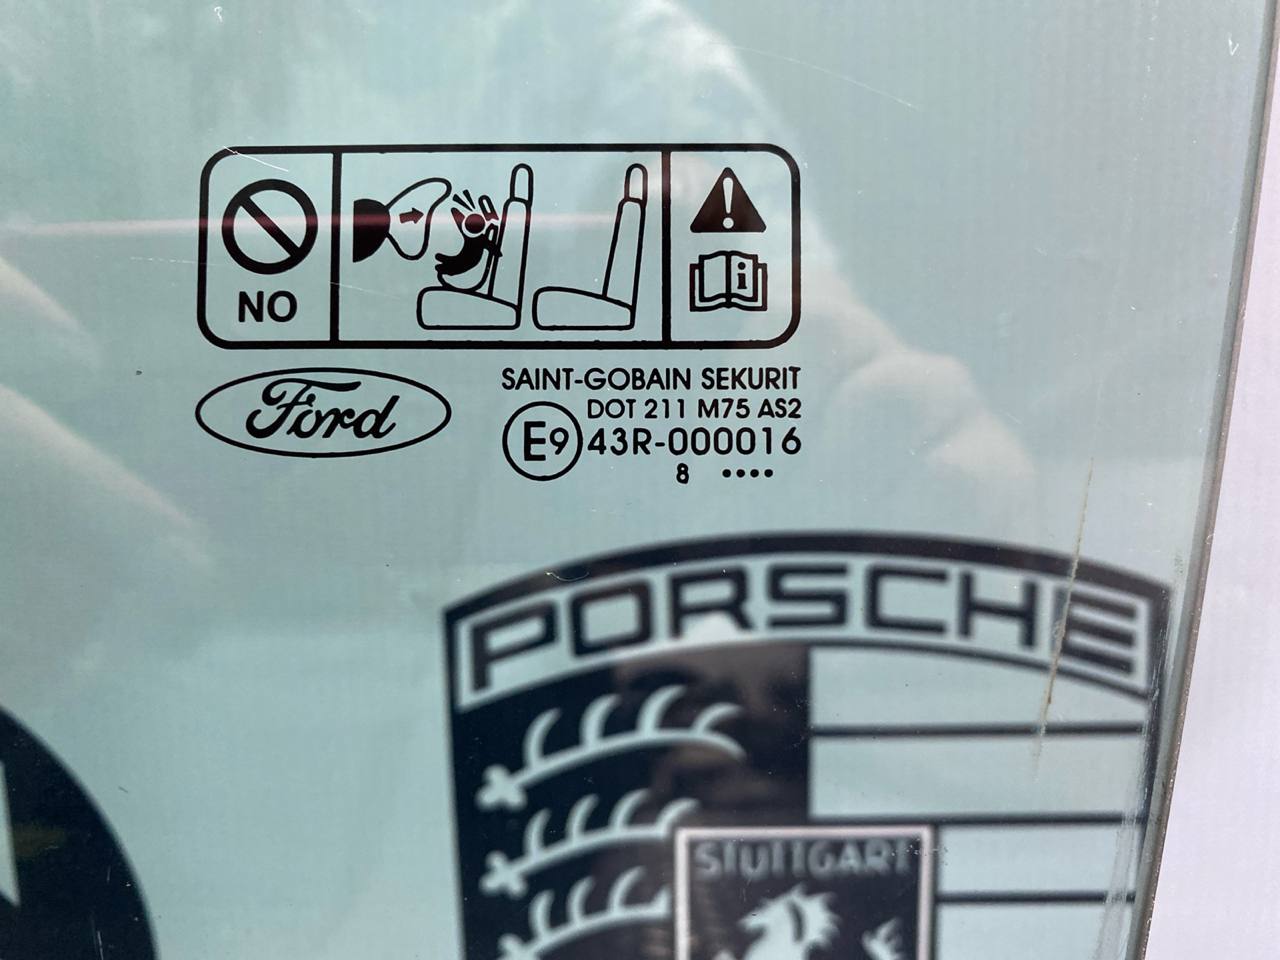 NO
Ford
SAINT-GOBAIN SEKURIT
DOT 211 M75 AS2
E9 43R-000016
8 ••••
PORSCHE
STUTTGART